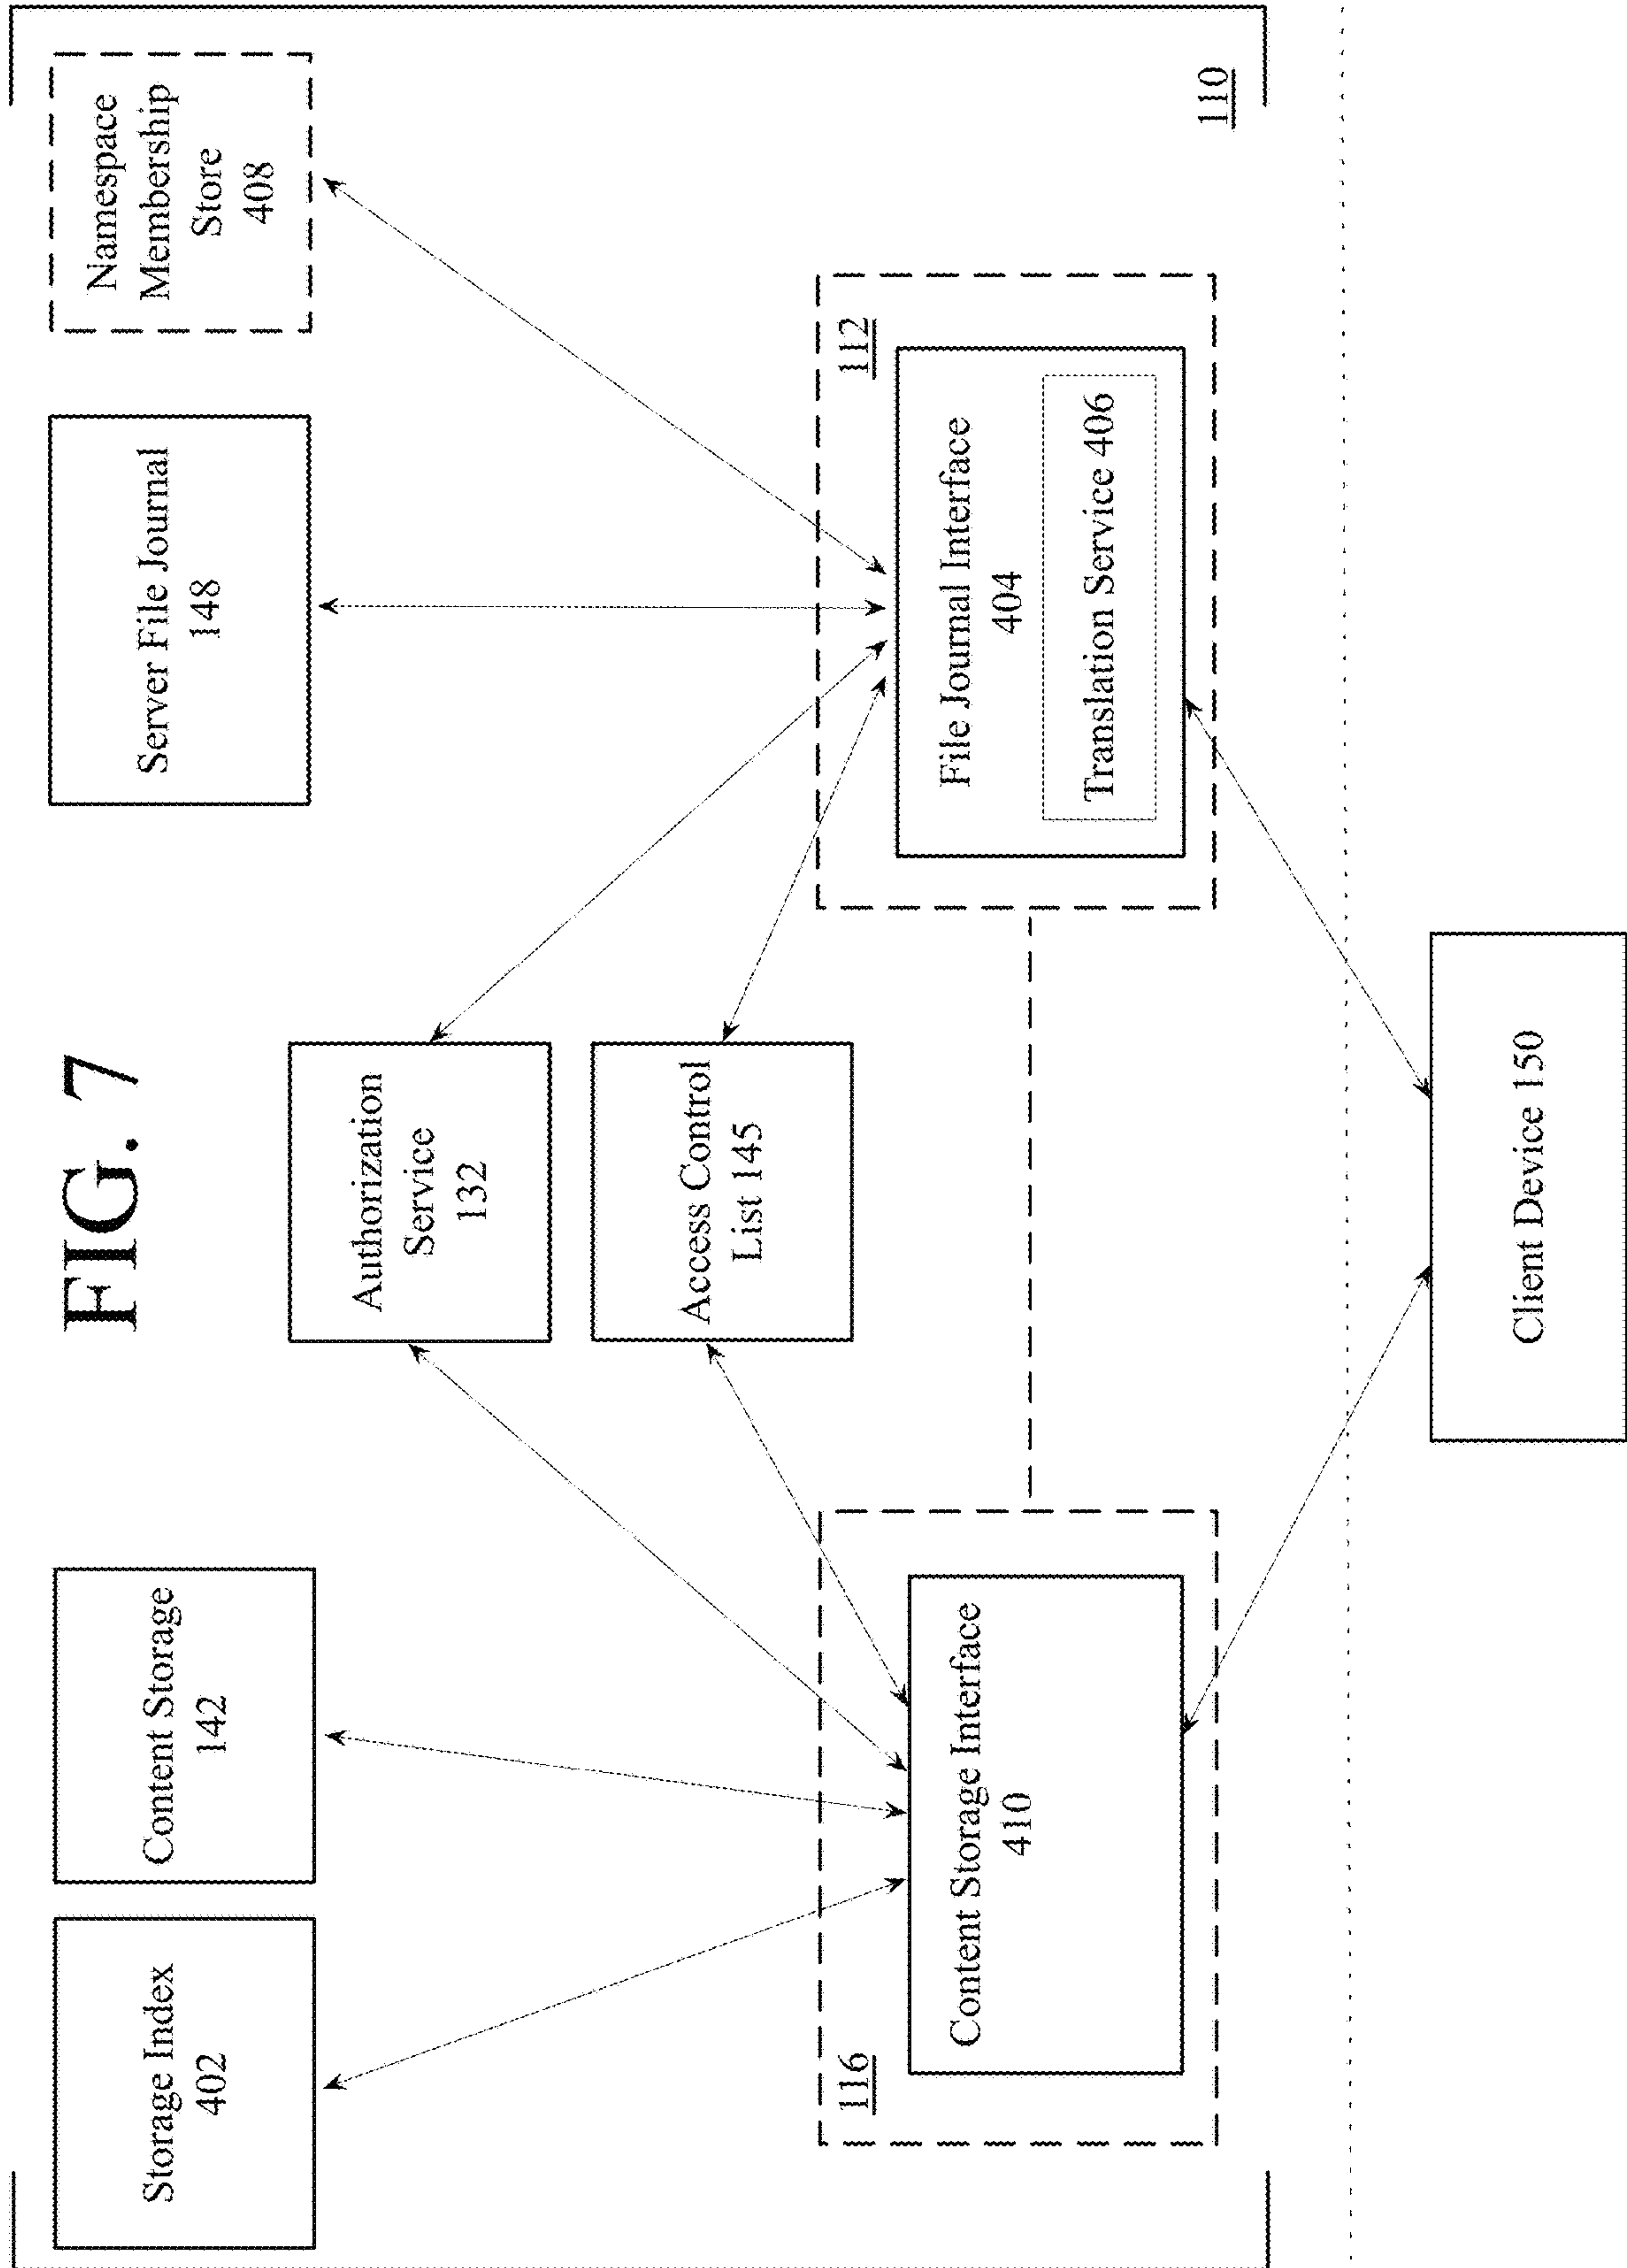 FIG. 7
Storage Index
402
Content Storage
142
Authorization
Service
132
Access Control
List 145
Server File Journal
148
Namespace
Membership
Store
408
116
Content Storage Interface
410
112
File Journal Interface
404
Translation Service 406
110
Client Device 150